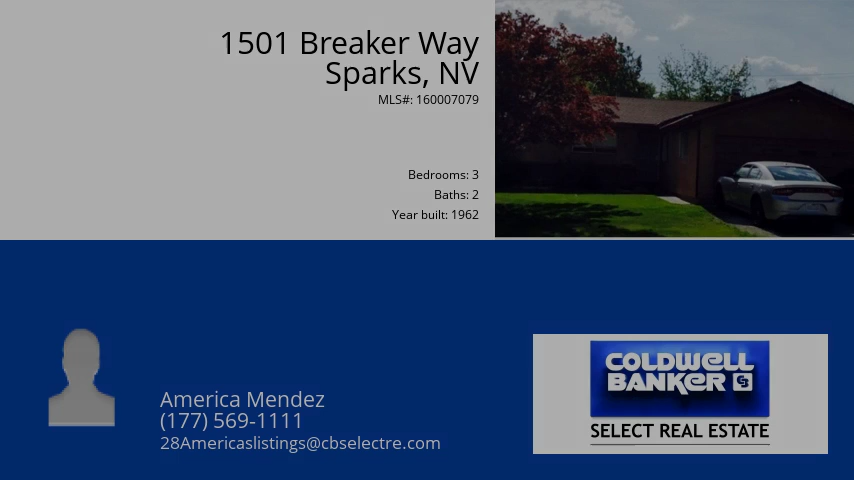 1501 Breaker Way
Sparks, NV
MLS#: 160007079
Bedrooms: 3
Baths: 2
Year built: 1962
America Mendez
(177) 569-1111
28Americaslistings@cbselectre.com
COLDWELL
BANKER CB
SELECT REAL ESTATE